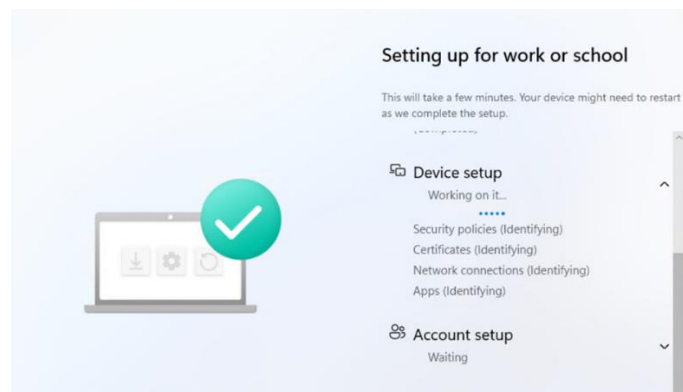 Setting up for work or school
This will take a few minutes. Your device might need to restart
as we complete the setup.
Device setup
Working on it...
Security policies (Identifying)
Certificates (Identifying)
Network connections (Identifying)
Apps (Identifying)
Account setup
Waiting